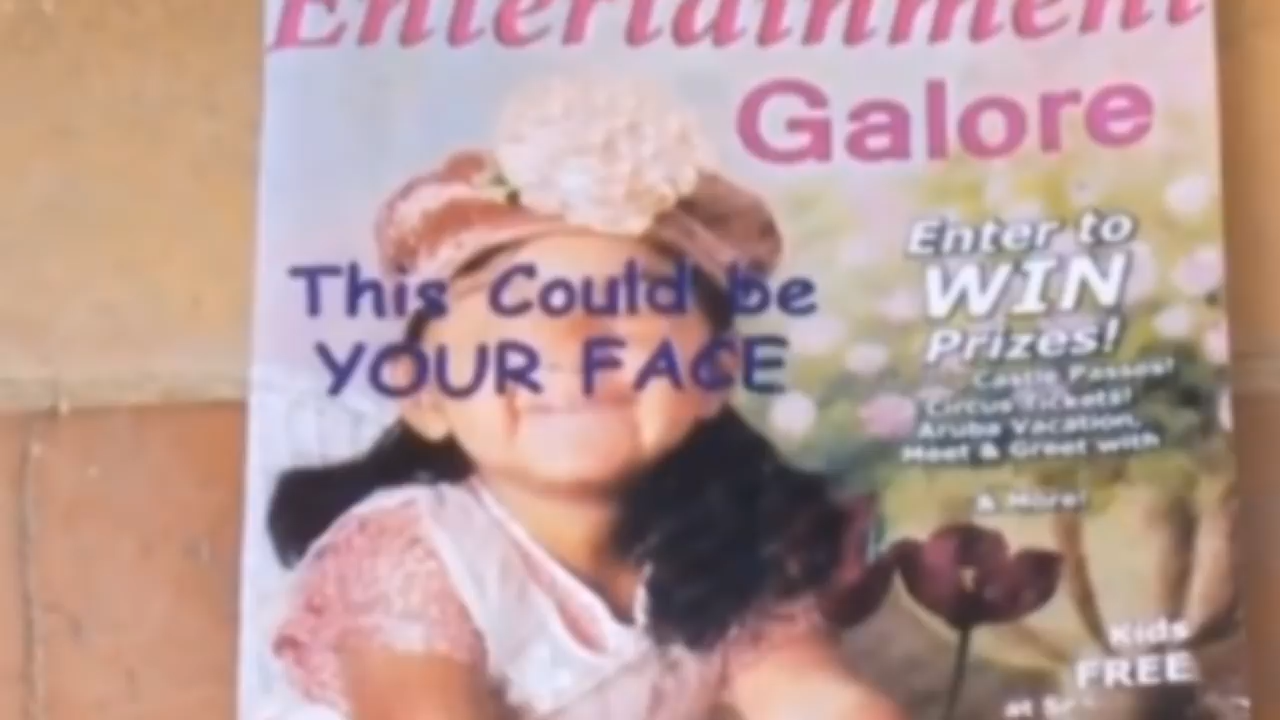 Entertainment
Galore
This Could be
YOUR FACE
Enter to
WIN
Prizes!
Castle Passes!
Circus Tickets!
Aruba Vacation,
Meet & Greet with
& More!
Kids
FREE
at